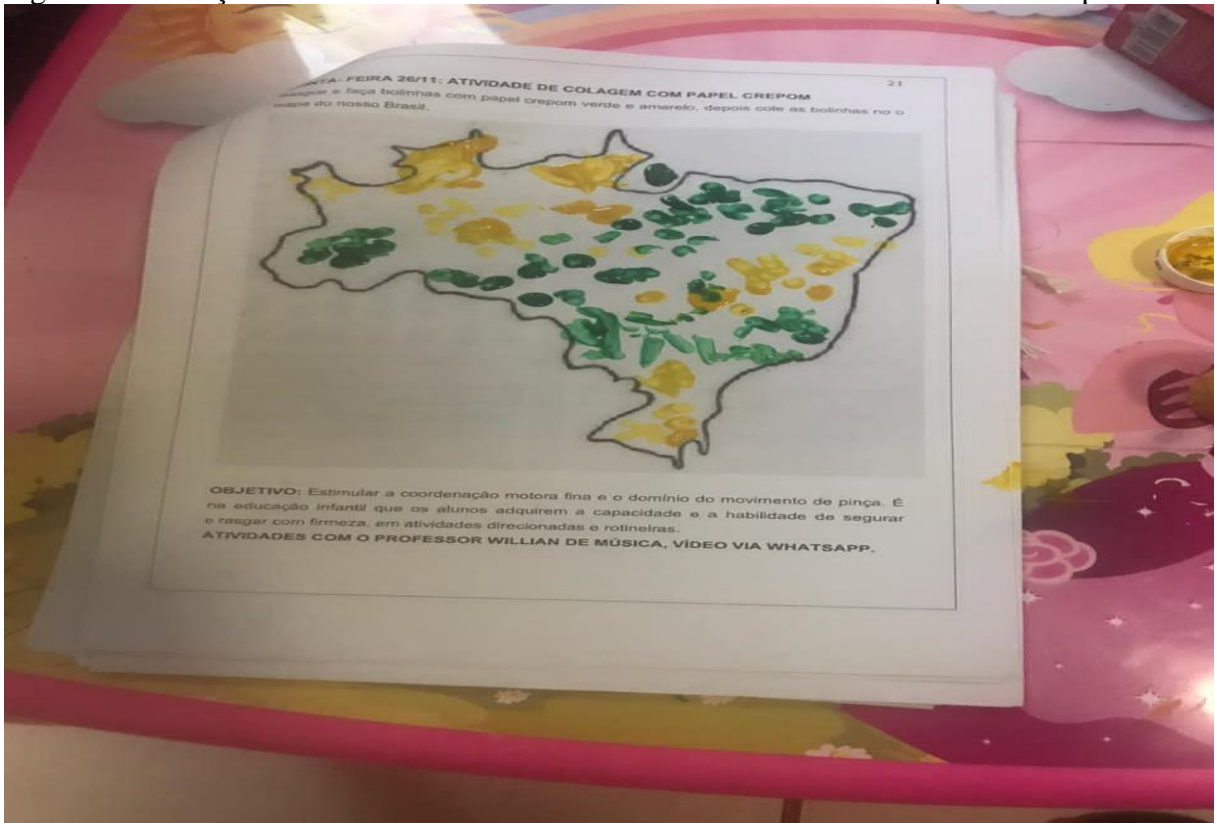 FEIRA 26/11: ATIVIDADE DE COLAGEM COM PAPEL CREPOM
21
e faça bolinhas com papel crepom verde e amarelo, depois cole as bolinhas no o
do nosso Brasil.
OBJETIVO: Estimular a coordenação motora fina e o domínio do movimento de pinça. É
na educação infantil que os alunos adquirem a capacidade e a habilidade de segurar
e rasgar com firmeza, em atividades direcionadas e rotineiras.
ATIVIDADES COM O PROFESSOR WILLIAN DE MÚSICA, VÍDEO VIA WHATSAPP.